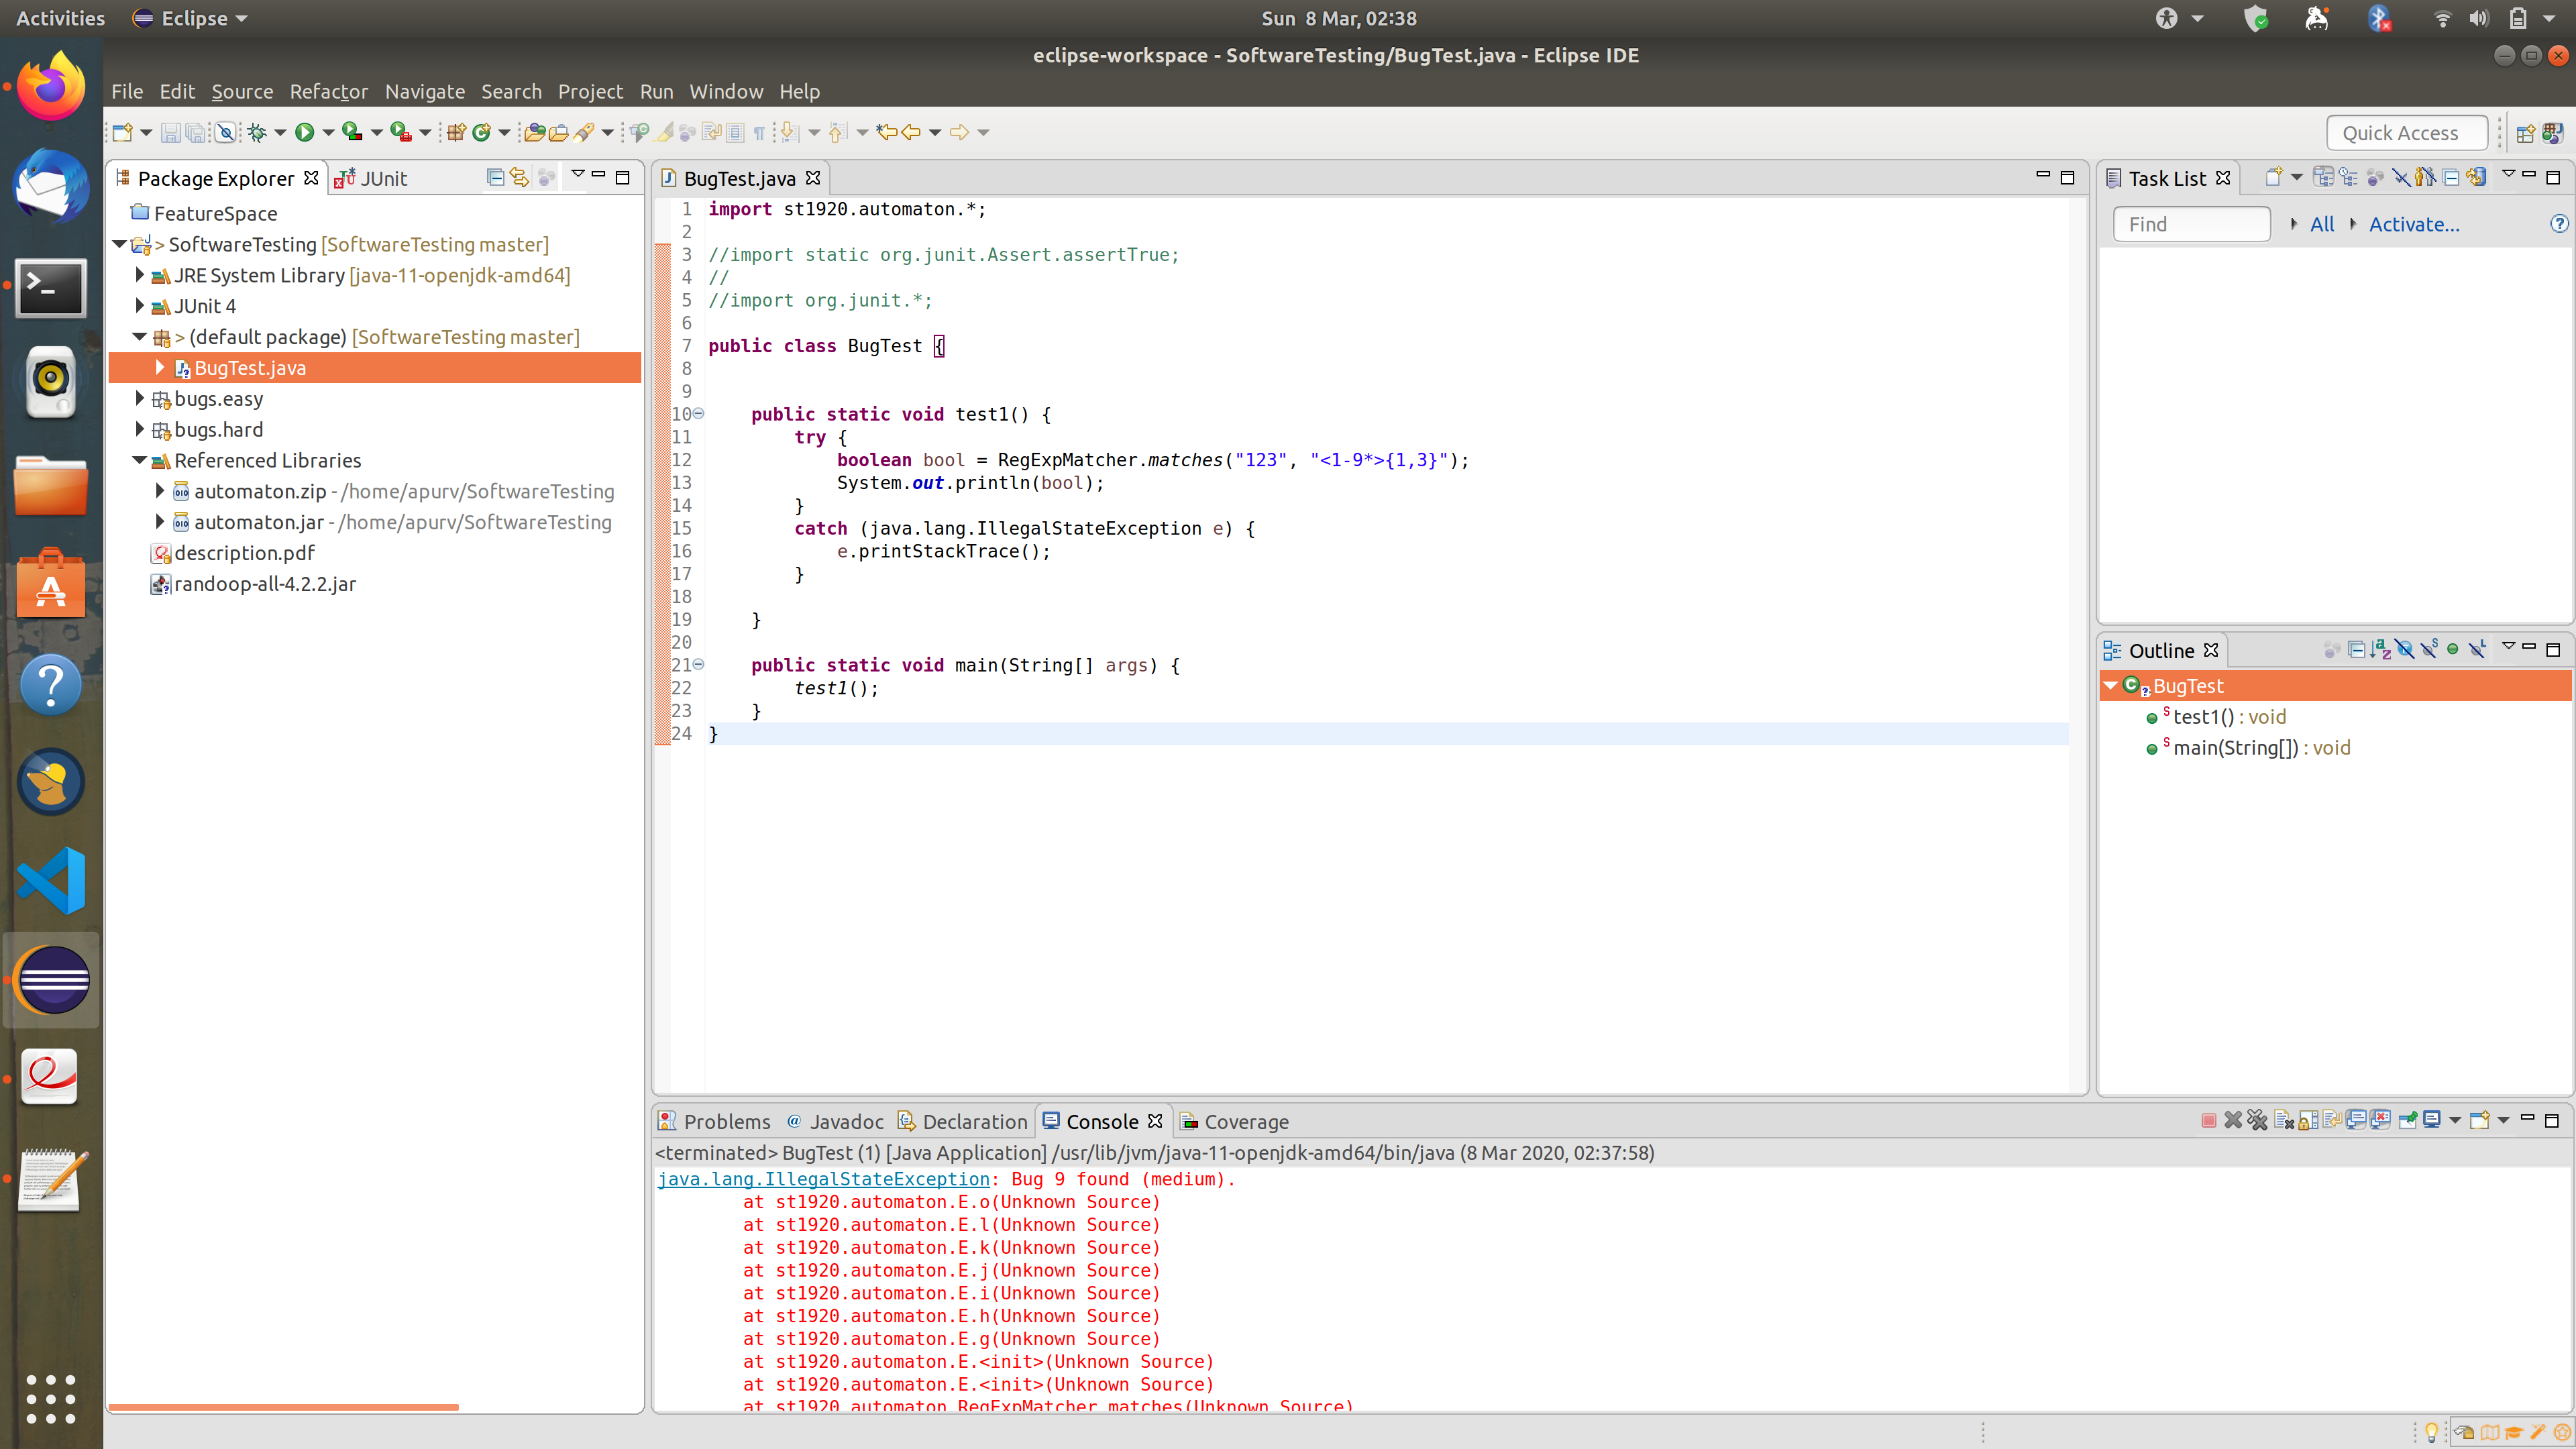 Activities
Eclipse
Sun 8 Mar, 02:38
eclipse-workspace - SoftwareTesting/BugTest.java - Eclipse IDE
File Edit Source Refactor Navigate Search Project Run Window Help
Quick Access
Package Explorer
JUnit
FeatureSpace
> SoftwareTesting [SoftwareTesting master]
JRE System Library [java-11-openjdk-amd64]
JUnit 4
> (default package) [SoftwareTesting master]
BugTest.java
bugs.easy
bugs.hard
Referenced Libraries
automaton.zip - /home/apurv/SoftwareTesting
automaton.jar - /home/apurv/SoftwareTesting
description.pdf
randoop-all-4.2.2.jar
BugTest.java
1 import st1920.automaton.*;
2
3 //import static org.junit.Assert.assertTrue;
4 //
5 //import org.junit.*;
6
7 public class BugTest {
8
9
10 public static void test1() {
11 try {
12 boolean bool = RegExpMatcher.matches("123", "<1-9*>{1,3}");
13 System.out.println(bool);
14 }
15 catch (java.lang.IllegalStateException e) {
16 e.printStackTrace();
17 }
18
19 }
20
21 public static void main(String[] args) {
22 test1();
23 }
24 }
Task List
Find
All
Activate...
Outline
BugTest
test1() : void
main(String[]) : void
Problems
@ Javadoc
Declaration
Console
Coverage
<terminated> BugTest (1) [Java Application] /usr/lib/jvm/java-11-openjdk-amd64/bin/java (8 Mar 2020, 02:37:58)
java.lang.IllegalStateException: Bug 9 found (medium).
at st1920.automaton.E.o(Unknown Source)
at st1920.automaton.E.l(Unknown Source)
at st1920.automaton.E.k(Unknown Source)
at st1920.automaton.E.j(Unknown Source)
at st1920.automaton.E.i(Unknown Source)
at st1920.automaton.E.h(Unknown Source)
at st1920.automaton.E.g(Unknown Source)
at st1920.automaton.E.<init>(Unknown Source)
at st1920.automaton.E.<init>(Unknown Source)
at st1920.automaton.RegExpMatcher.matches(Unknown Source)